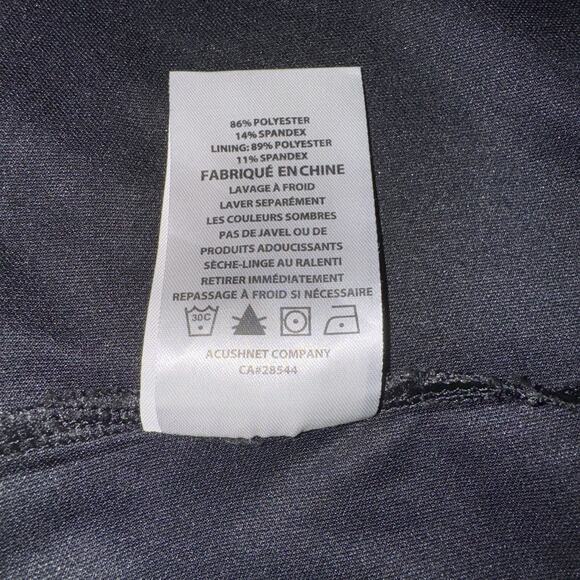 86% POLYESTER
14% SPANDEX
LINING: 89% POLYESTER
11% SPANDEX
FABRIQUÉ EN CHINE
LAVAGE À FROID
LAVER SEPARÉMENT
LES COULEURS SOMBRES
PAS DE JAVEL OU DE
PRODUITS ADOUCISSANTS
SÈCHE-LINGE AU RALENTI
RETIRER IMMÉDIATEMENT
REPASSAGE À FROID SI NÉCESSAIRE
30C
ACUSHNET COMPANY
CA#28544